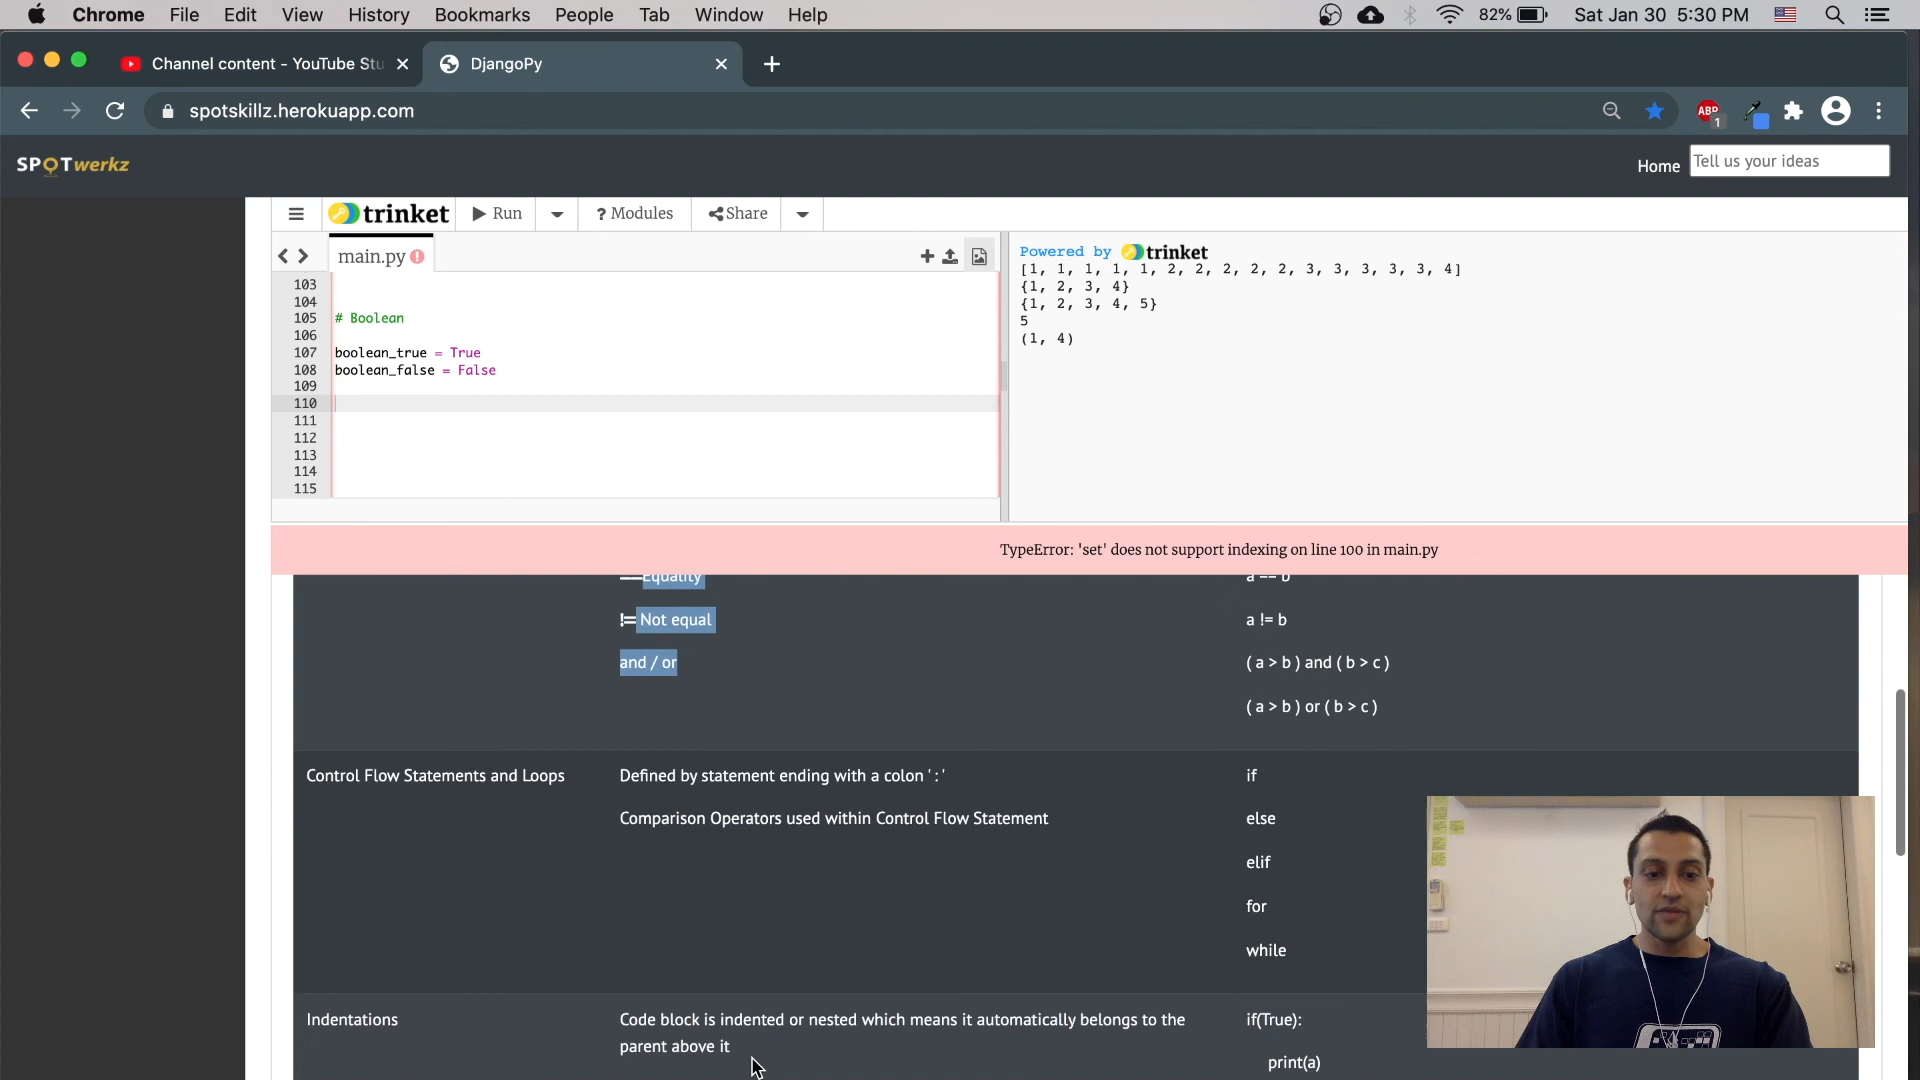 Chrome File Edit View History Bookmarks People Tab Window Help 82% Sat Jan 30 5:30 PM
Channel content - YouTube Stu
DjangoPy
spotskillz.herokuapp.com
ABP
1
SPOTwerkz
Home
Tell us your ideas
trinket
Run
? Modules
Share
main.py
Powered by trinket
[1, 1, 1, 1, 1, 2, 2, 2, 2, 2, 3, 3, 3, 3, 3, 4]
{1, 2, 3, 4}
{1, 2, 3, 4, 5}
5
(1, 4)
103
104
105 # Boolean
106
107 boolean_true = True
108 boolean_false = False
109
110
111
112
113
114
115
TypeError: 'set' does not support indexing on line 100 in main.py
==Equality
a == b
!= Not equal
a != b
and / or
( a > b ) and ( b > c )
( a > b ) or ( b > c )
Control Flow Statements and Loops
Defined by statement ending with a colon ' : '
Comparison Operators used within Control Flow Statement
if
else
elif
for
while
Indentations
Code block is indented or nested which means it automatically belongs to the
parent above it
if(True):
print(a)